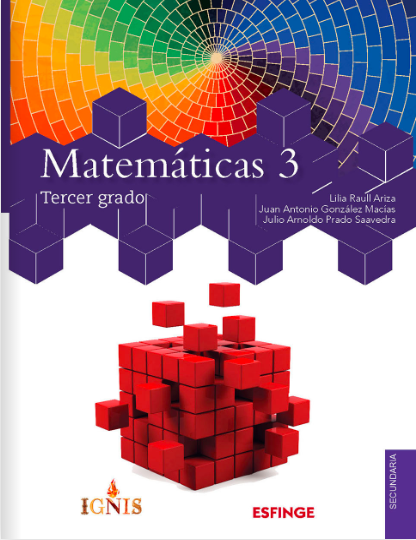 Matemáticas 3
Tercer grado
Lilia Raull Ariza
Juan Antonio González Macías
Julio Arnoldo Prado Saavedra
IGNIS
ESFINGE
SECUNDARIA